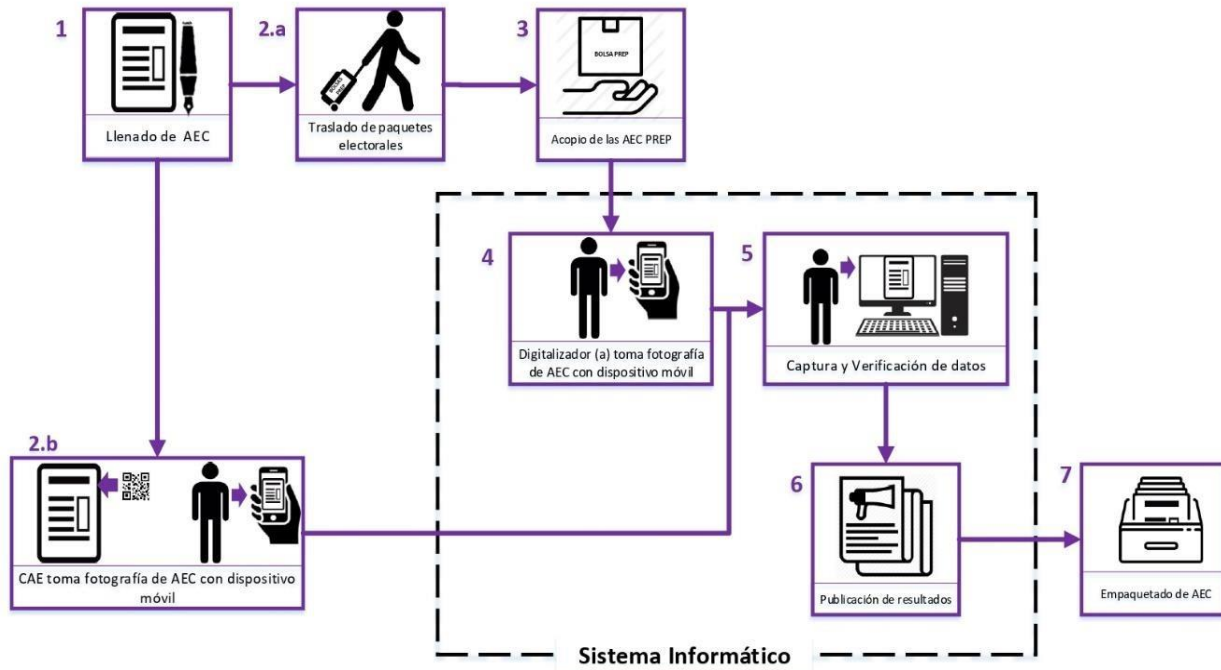 1
Llenado de AEC
2.a
BOLSAS
PREP
Traslado de paquetes
electorales
3
BOLSA PREP
Acopio de las AEC PREP
4
Digitalizador (a) toma fotografía
de AEC con dispositivo móvil
5
Captura y Verificación de datos
2.b
CAE toma fotografía de AEC con dispositivo
móvil
6
Publicación de resultados
7
Empaquetado de AEC
Sistema Informático